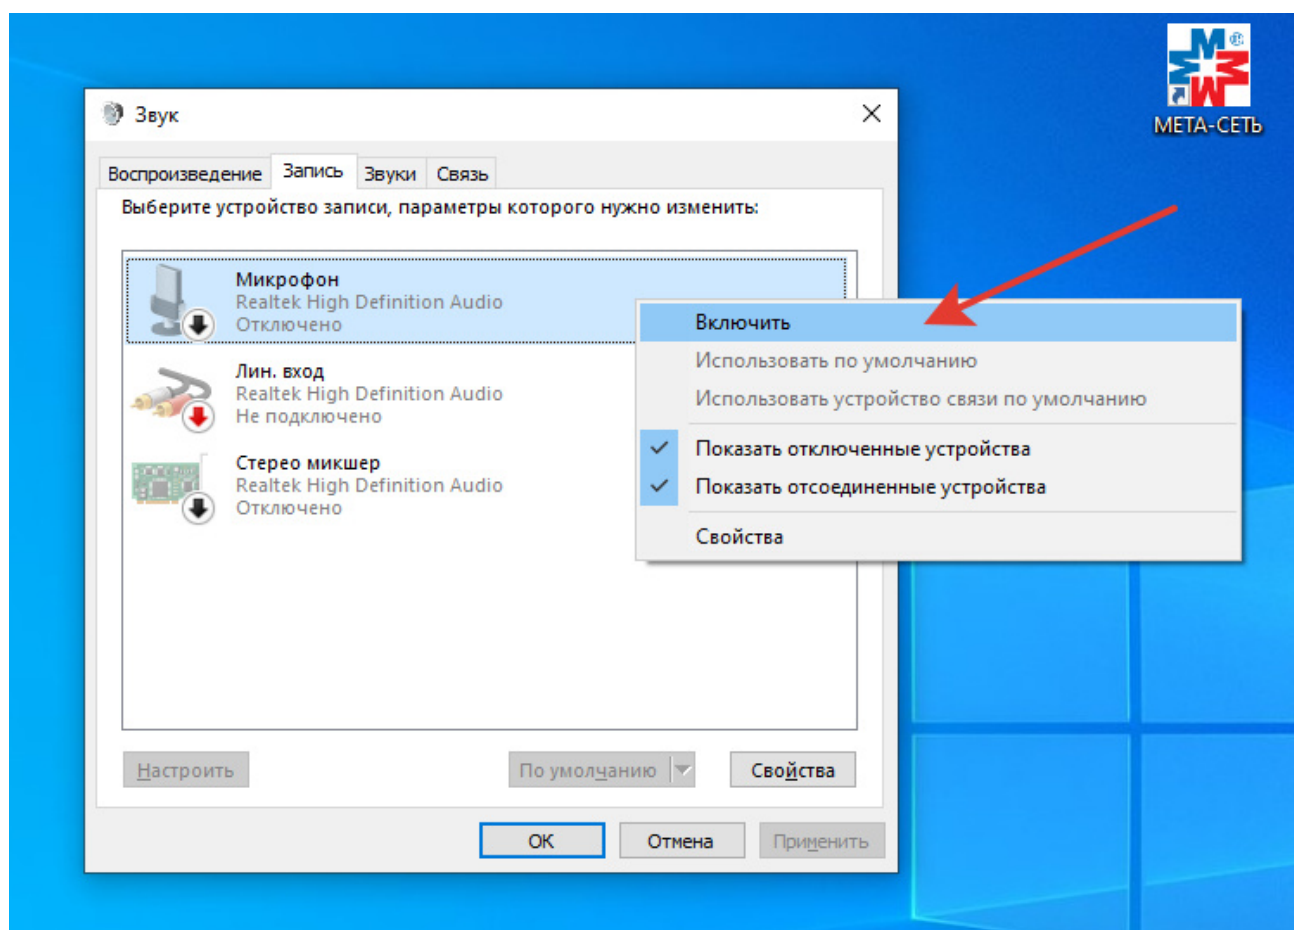 МЕТА-СЕТЬ
Звук
Воспроизведение Запись Звуки Связь
Выберите устройство записи, параметры которого нужно изменить:
Микрофон
Realtek High Definition Audio
Отключено
Лин. вход
Realtek High Definition Audio
Не подключено
Стерео микшер
Realtek High Definition Audio
Отключено
Включить
Использовать по умолчанию
Использовать устройство связи по умолчанию
Показать отключенные устройства
Показать отсоединенные устройства
Свойства
Настроить По умолчанию Свойства
ОК Отмена Применить